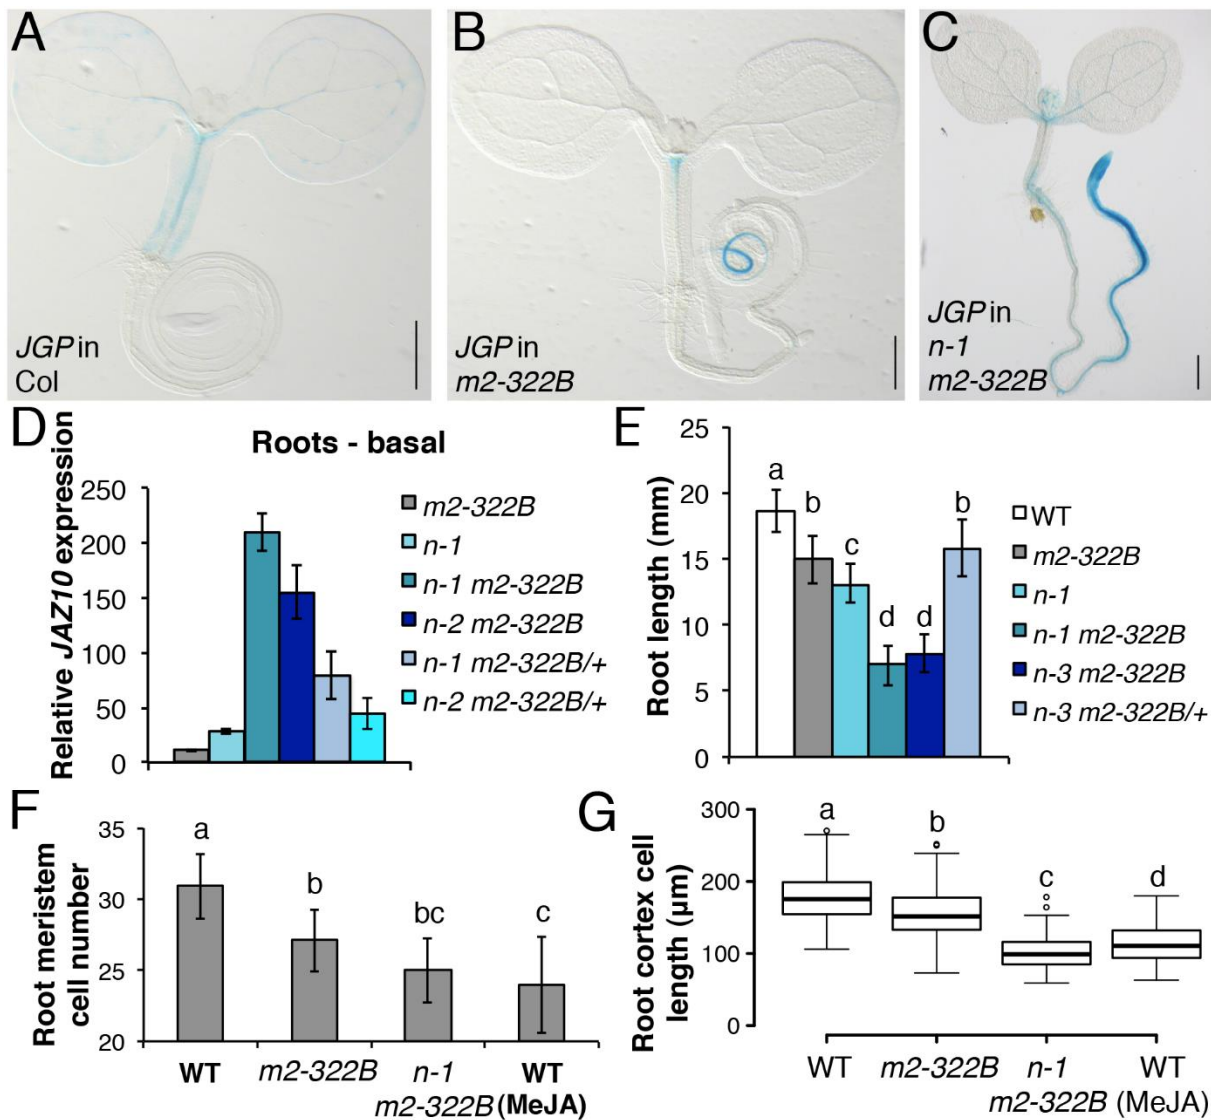 A
JGP in
Col
B
JGP in
m2-322B
C
JGP in
n-1
m2-322B
D
Roots - basal
Relative JAZ10 expression
250
200
150
100
50
0
m2-322B
n-1
n-1 m2-322B
n-2 m2-322B
n-1 m2-322B/+
n-2 m2-322B/+
E
Root length (mm)
25
20
15
10
5
0
a
b
c
d
d
b
WT
m2-322B
n-1
n-1 m2-322B
n-3 m2-322B
n-3 m2-322B/+
F
Root meristem
cell number
35
30
25
20
a
b
bc
c
WT
m2-322B
n-1
m2-322B
WT
(MeJA)
G
Root cortex cell
length (μm)
300
200
100
0
a
b
c
d
WT
m2-322B
n-1
m2-322B
WT
(MeJA)